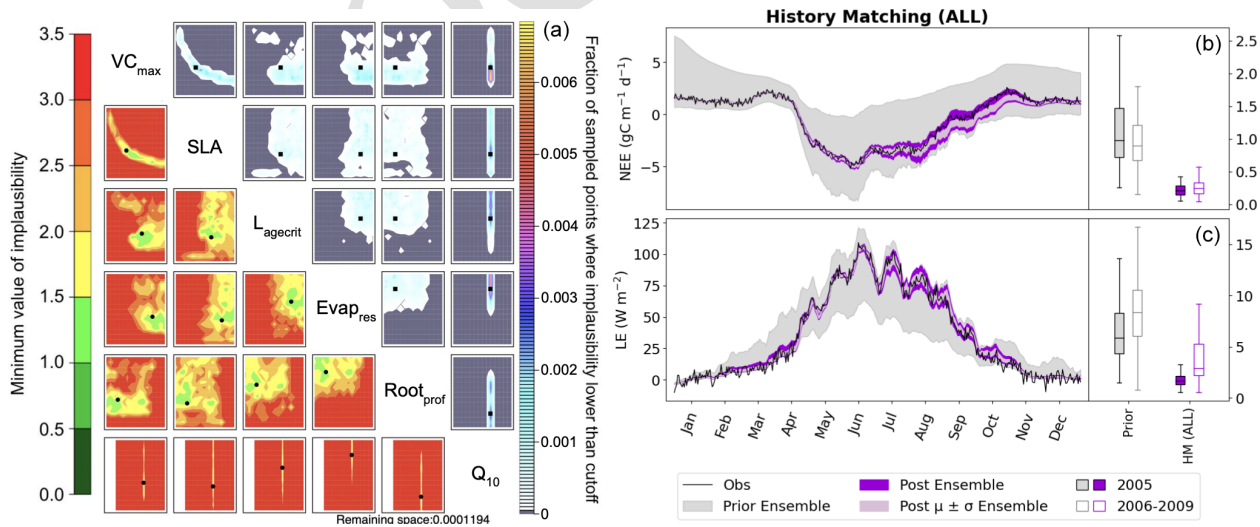 History Matching (ALL)
3.5
3.0
2.5
2.0
1.5
1.0
0.5
0.0
Minimum value of implausibility
VCmax
SLA
Lagecrit
Evapres
Rootprof
Q10
Remaining space:0.0001194
(a)
0.006
0.005
0.004
0.003
0.002
0.001
0
Fraction of sampled points where implausibility lower than cutoff
NEE (gC m⁻¹ d⁻¹)
5
0
−5
(b)
2.5
2.0
1.5
1.0
0.5
0.0
LE (W m⁻²)
125
100
75
50
25
0
(c)
15
10
5
0
Jan Feb Mar Apr May Jun Jul Aug Sep Oct Nov Dec
Prior
HM (ALL)
Obs Post Ensemble 2005
Prior Ensemble Post μ ± σ Ensemble 2006-2009